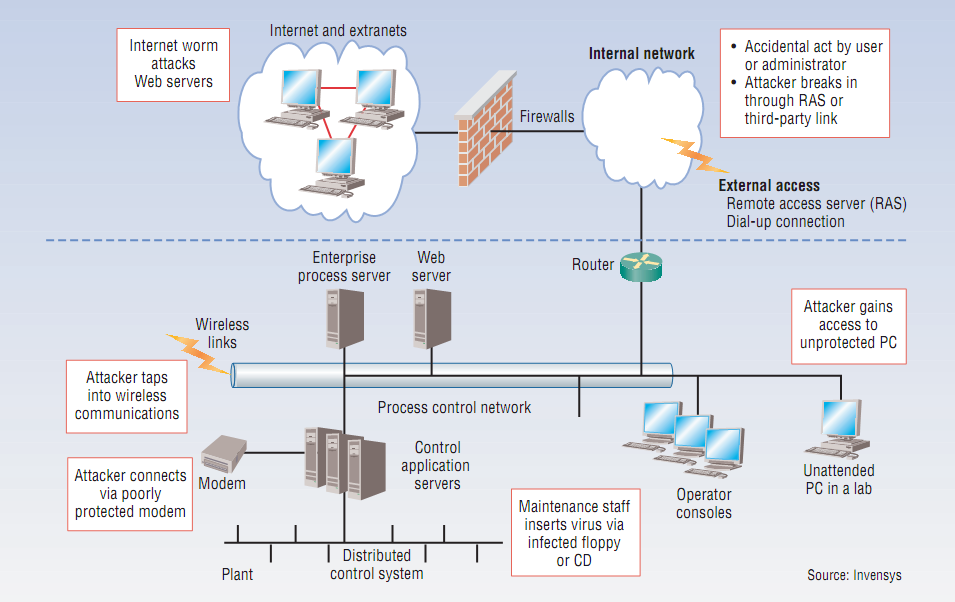 Internet worm
attacks
Web servers
Internet and extranets
Firewalls
Internal network
• Accidental act by user
or administrator
• Attacker breaks in
through RAS or
third-party link
External access
Remote access server (RAS)
Dial-up connection
Enterprise
process server
Web
server
Router
Wireless
links
Attacker gains
access to
unprotected PC
Attacker taps
into wireless
communications
Process control network
Attacker connects
via poorly
protected modem
Modem
Control
application
servers
Operator
consoles
Unattended
PC in a lab
Maintenance staff
inserts virus via
infected floppy
or CD
Plant
Distributed
control system
Source: Invensys